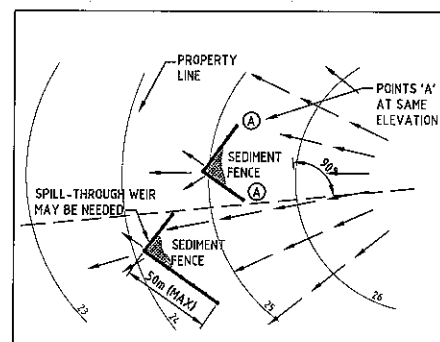 PROPERTY
LINE
POINTS 'A'
AT SAME
ELEVATION
A
SEDIMENT
FENCE
90°
A
SPILL-THROUGH WEIR
MAY BE NEEDED
SEDIMENT
FENCE
50m (MAX)
23
24
25
26